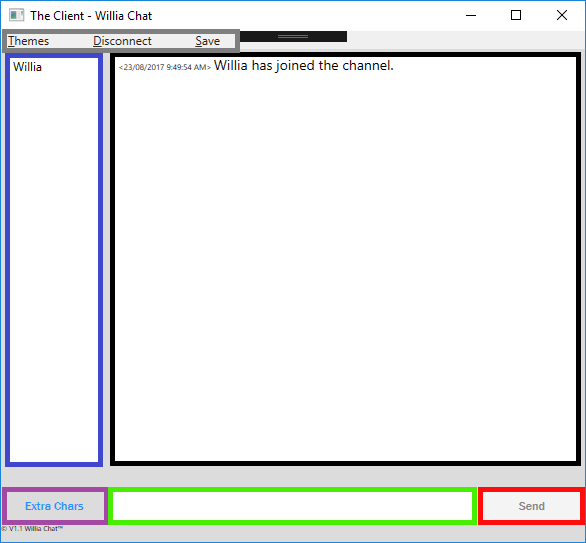 The Client - Willia Chat
Themes Disconnect Save
Willia
<23/08/2017 9:49:54 AM> Willia has joined the channel.
Extra Chars
Send
© V1.1 Willia Chat™